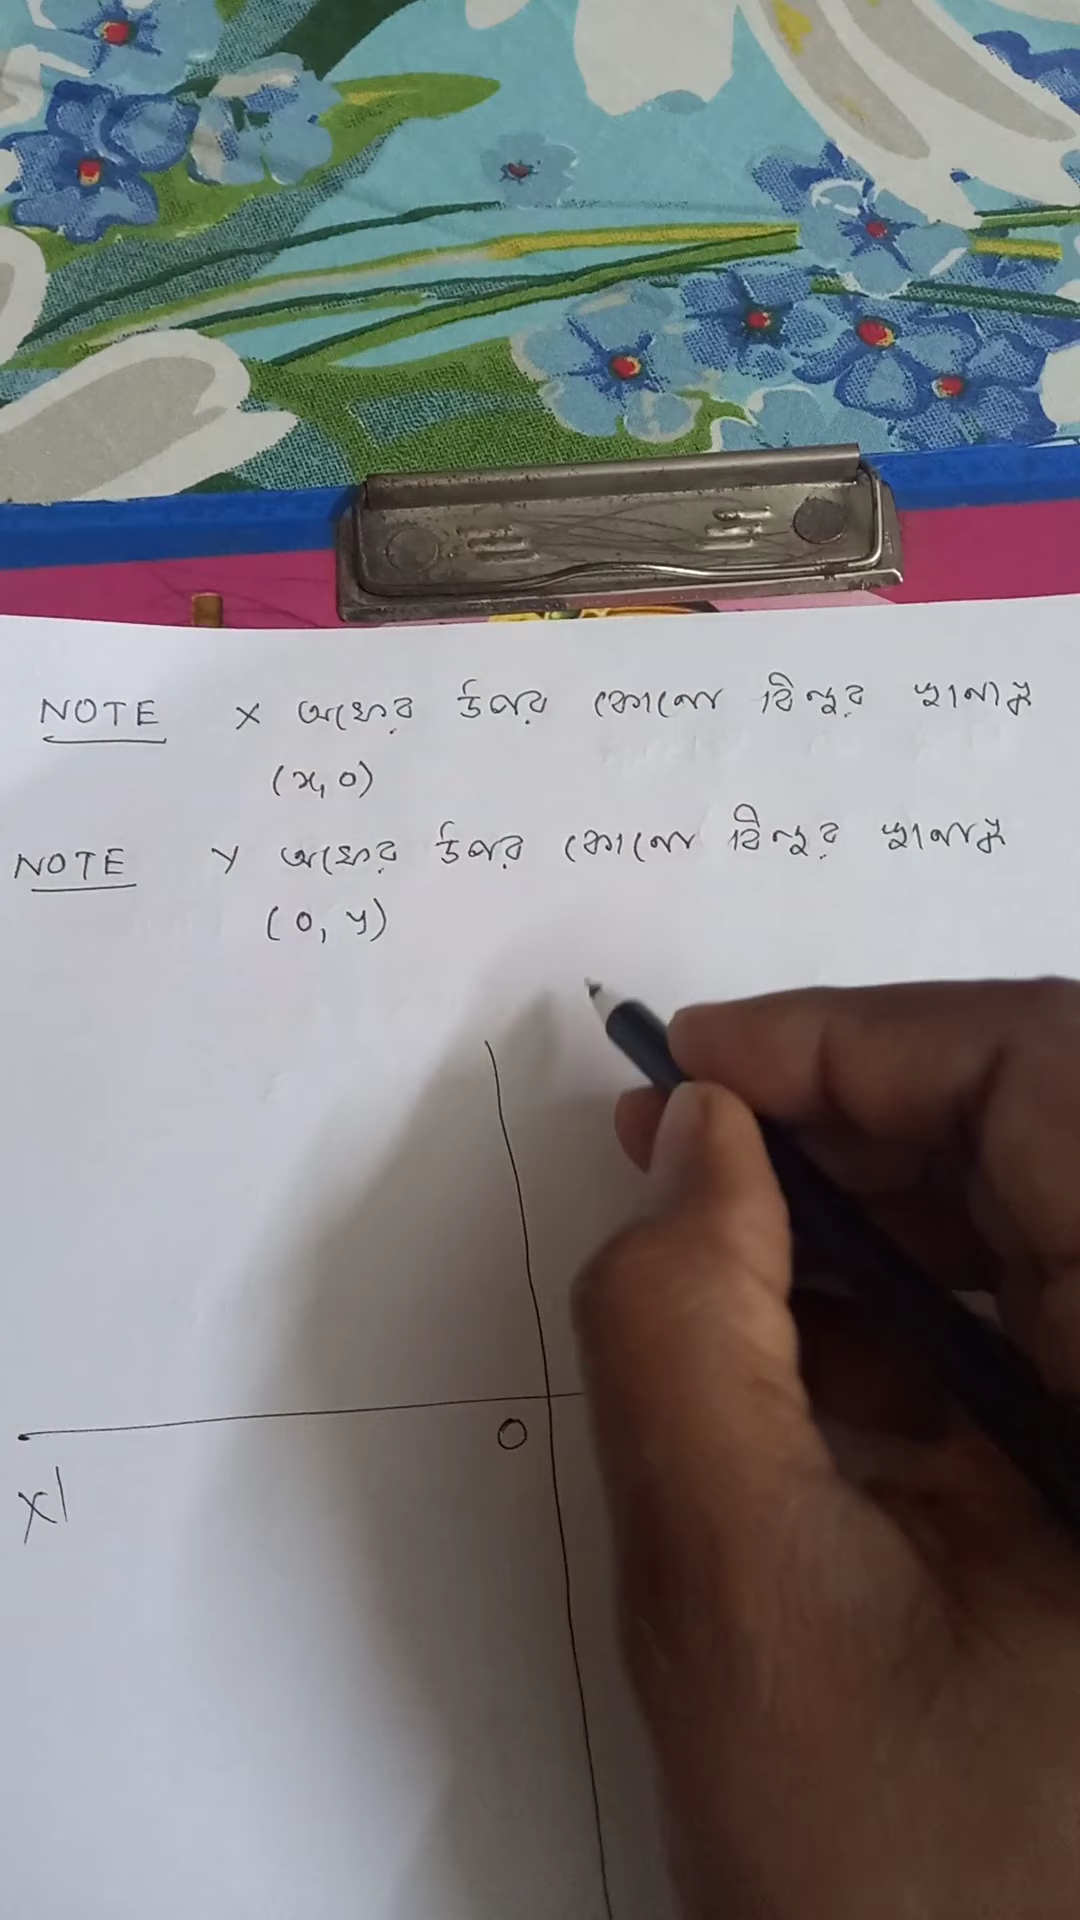 NOTE X অক্ষের উপর কোনো বিন্দুর স্থানাঙ্ক
(x, 0)
NOTE Y অক্ষের উপর কোনো বিন্দুর স্থানাঙ্ক
(0, y)
O
X|